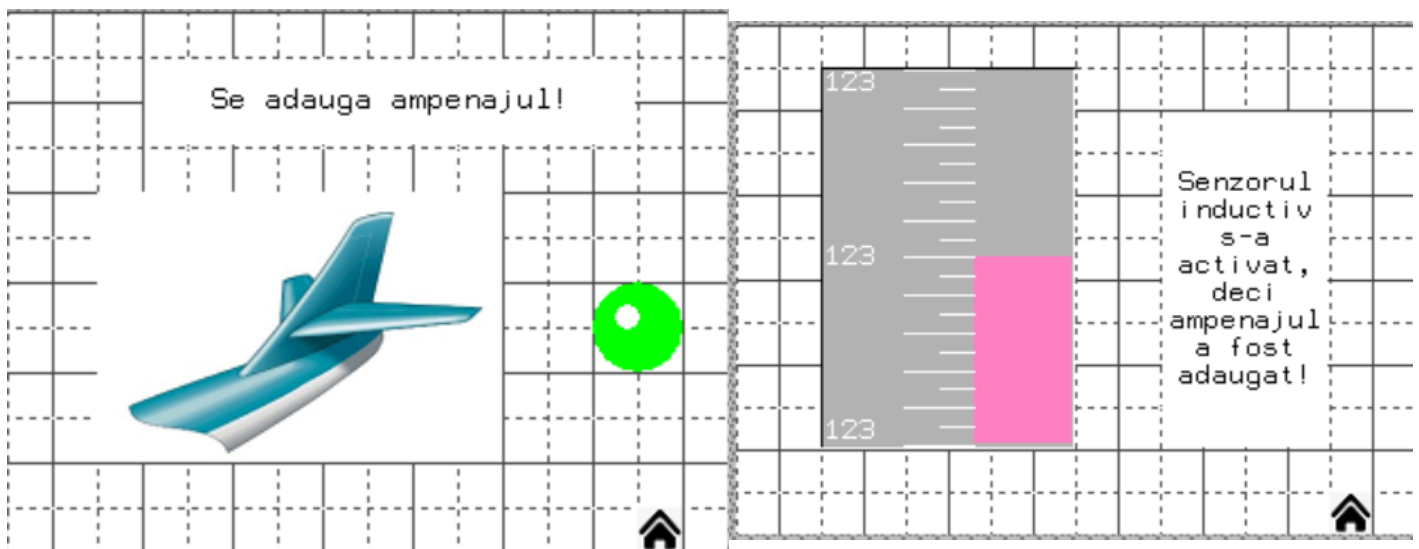 Se adauga ampenajul!
123
123
123
Senzorul
inductiv
s-a
activat,
deci
ampenajul
a fost
adaugat!